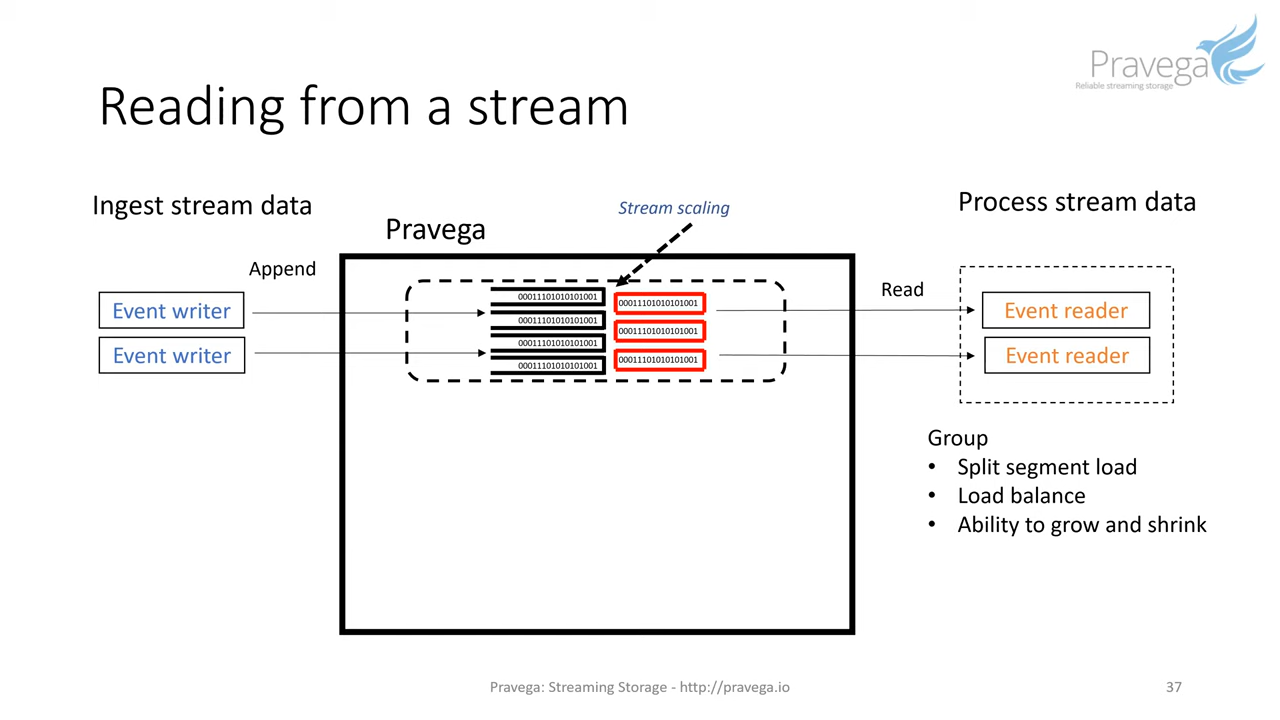 Pravega
Reliable streaming storage
Reading from a stream
Ingest stream data
Stream scaling
Process stream data
Pravega
Append
Read
Event writer
Event writer
00011101010101001
00011101010101001
00011101010101001
00011101010101001
00011101010101001
00011101010101001
00011101010101001
Event reader
Event reader
Group
• Split segment load
• Load balance
• Ability to grow and shrink
Pravega: Streaming Storage - http://pravega.io
37